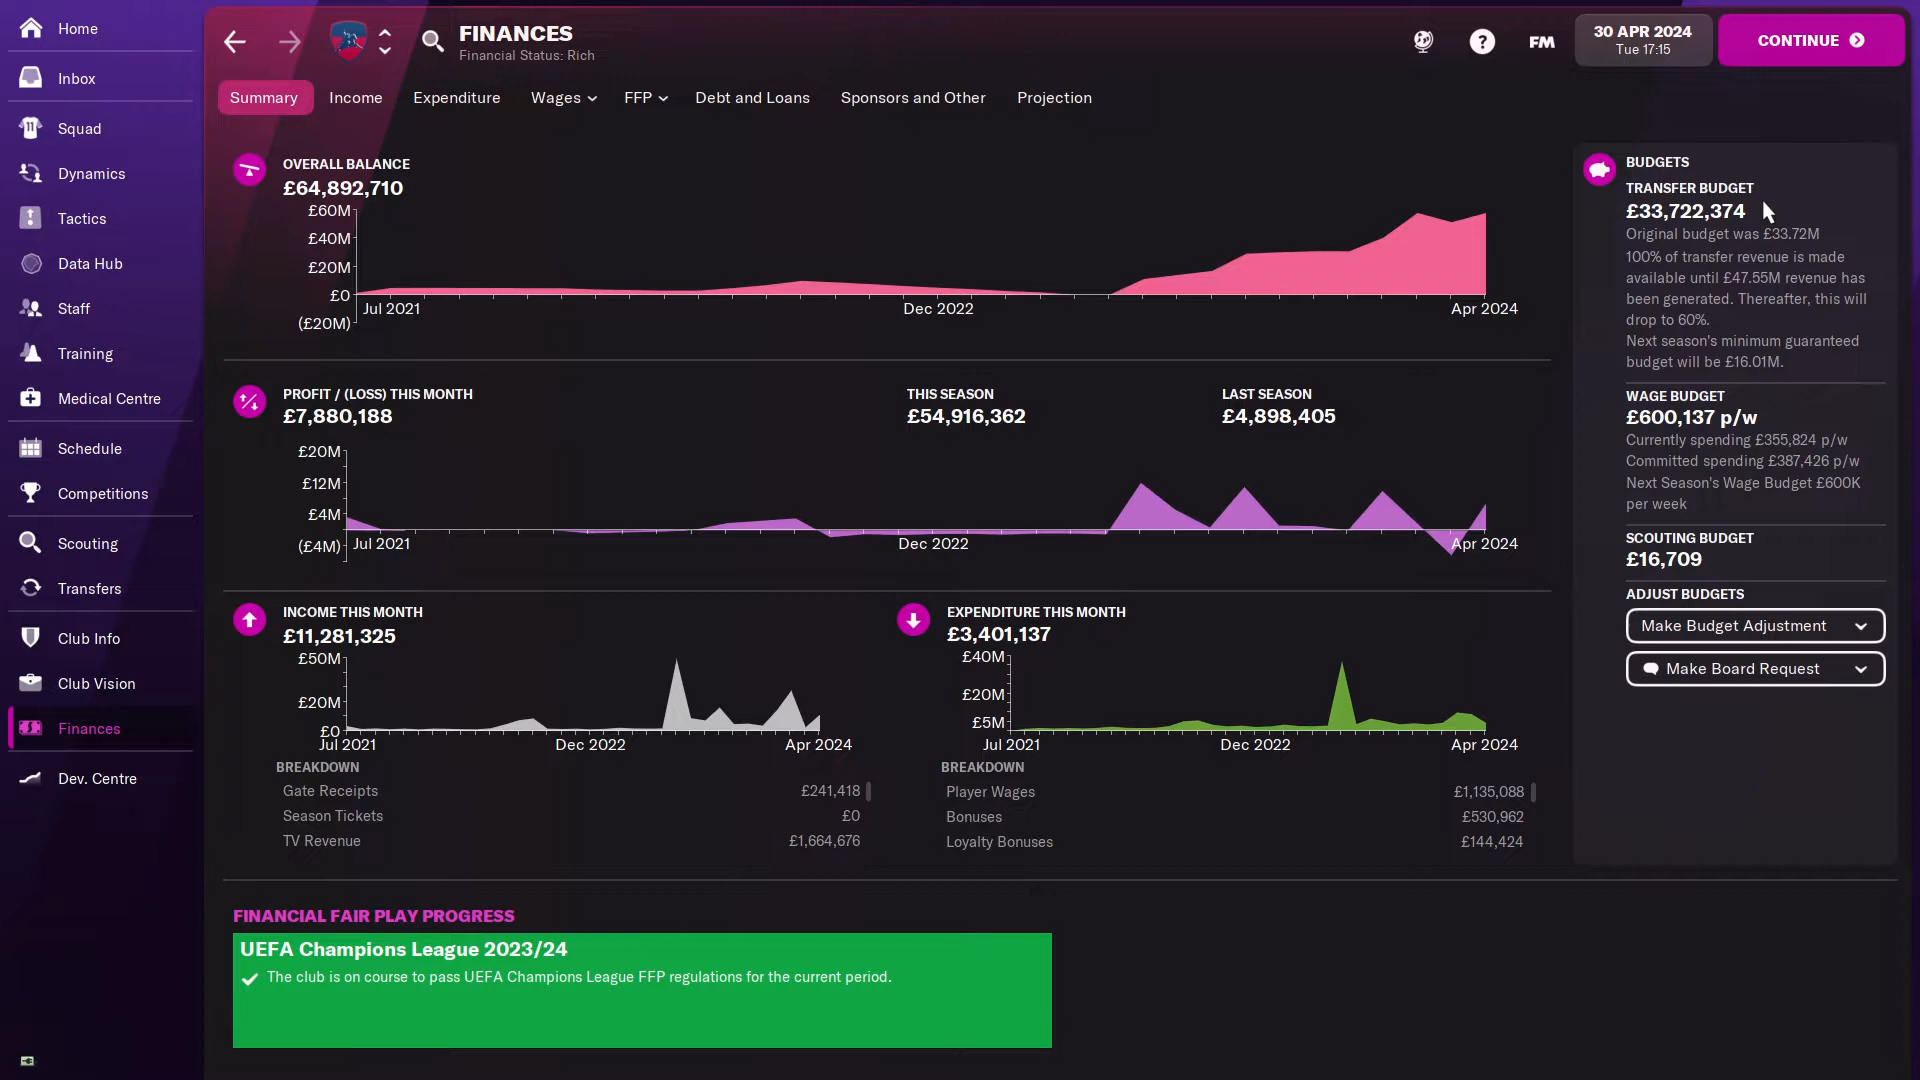 Home
Inbox
Squad
Dynamics
Tactics
Data Hub
Staff
Training
Medical Centre
Schedule
Competitions
Scouting
Transfers
Club Info
Club Vision
Finances
Dev. Centre
FINANCES
Financial Status: Rich
?
FM
30 APR 2024
Tue 17:15
CONTINUE
Summary
Income
Expenditure
Wages
FFP
Debt and Loans
Sponsors and Other
Projection
OVERALL BALANCE
£64,892,710
£60M
£40M
£20M
£0
(£20M)
Jul 2021
Dec 2022
Apr 2024
PROFIT / (LOSS) THIS MONTH
£7,880,188
THIS SEASON
£54,916,362
LAST SEASON
£4,898,405
£20M
£12M
£4M
(£4M)
Jul 2021
Dec 2022
Apr 2024
INCOME THIS MONTH
£11,281,325
£50M
£20M
£0
Jul 2021
Dec 2022
Apr 2024
BREAKDOWN
Gate Receipts £241,418
Season Tickets £0
TV Revenue £1,664,676
EXPENDITURE THIS MONTH
£3,401,137
£40M
£20M
£5M
Jul 2021
Dec 2022
Apr 2024
BREAKDOWN
Player Wages £1,135,088
Bonuses £530,962
Loyalty Bonuses £144,424
BUDGETS
TRANSFER BUDGET
£33,722,374
Original budget was £33.72M
100% of transfer revenue is made
available until £47.55M revenue has
been generated. Thereafter, this will
drop to 60%.
Next season's minimum guaranteed
budget will be £16.01M.
WAGE BUDGET
£600,137 p/w
Currently spending £355,824 p/w
Committed spending £387,426 p/w
Next Season's Wage Budget £600K
per week
SCOUTING BUDGET
£16,709
ADJUST BUDGETS
Make Budget Adjustment
Make Board Request
FINANCIAL FAIR PLAY PROGRESS
UEFA Champions League 2023/24
The club is on course to pass UEFA Champions League FFP regulations for the current period.